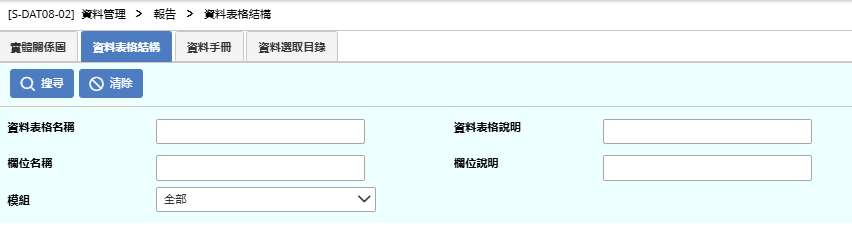 [S-DAT08-02] 資料管理 > 報告 > 資料表格結構
實體關係圖 資料表格結構 資料手冊 資料選取目錄
搜尋 清除
資料表格名稱 資料表格說明
欄位名稱 欄位說明
模組 全部